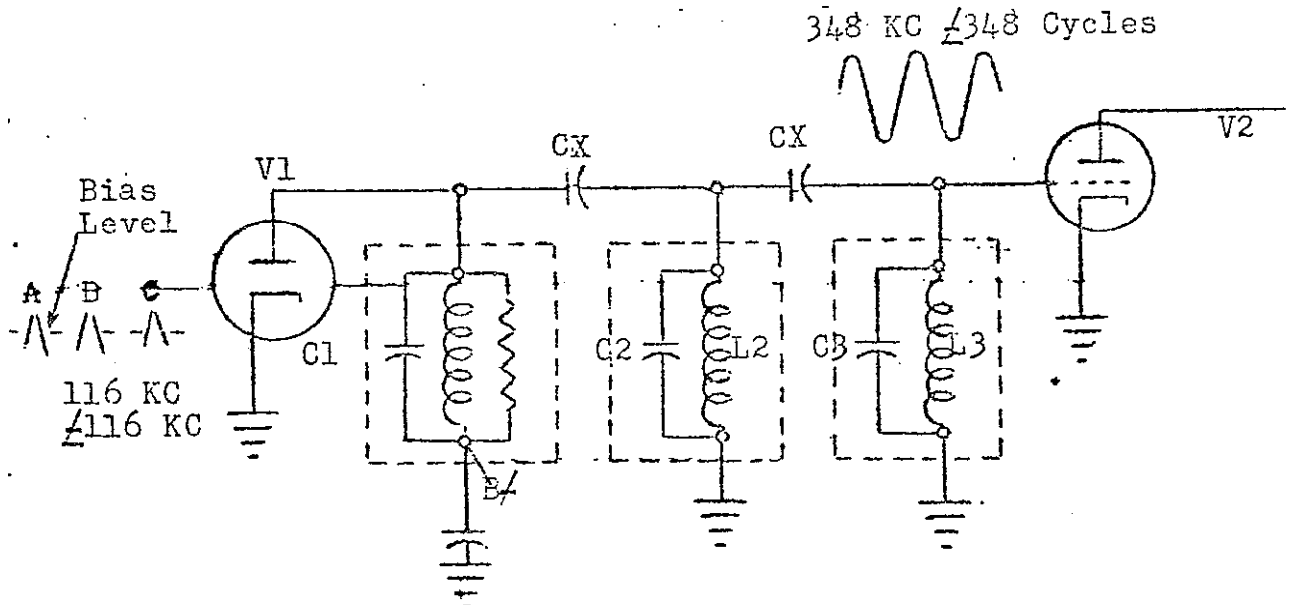 348 KC ±348 Cycles
CX
CX
V2
V1
Bias
Level
A B C
C1
C2
L2
C3
L3
116 KC
±116 KC
B+